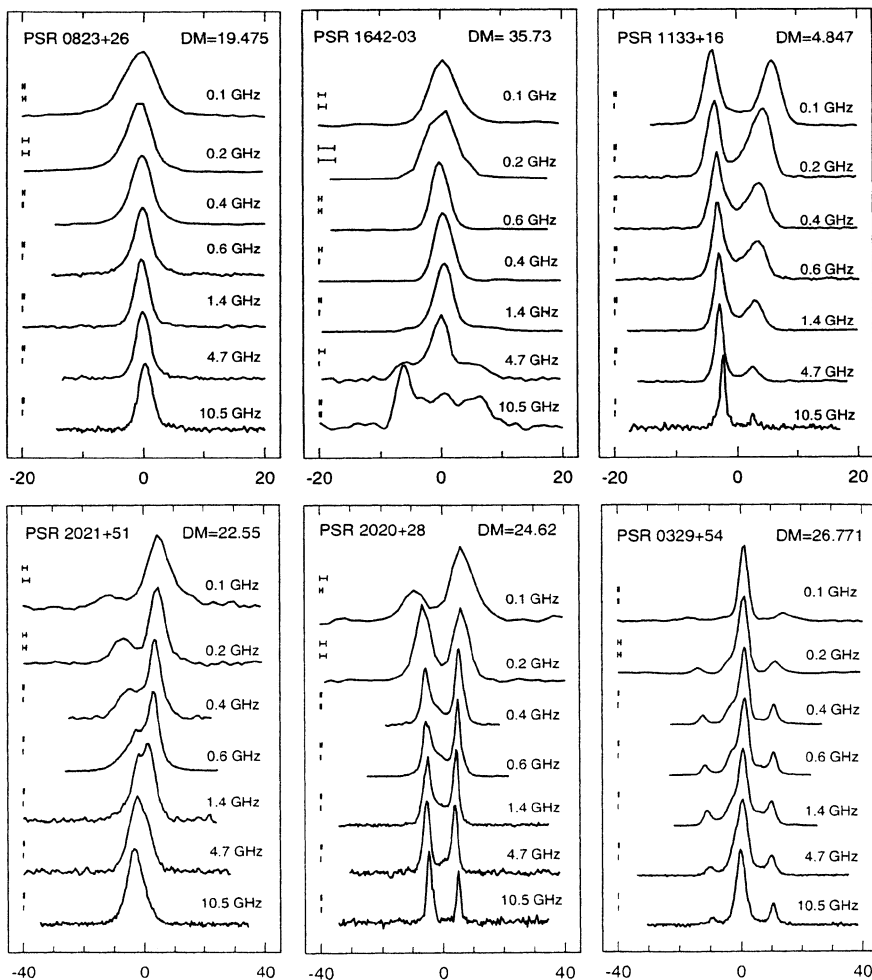 PSR 0823+26 DM=19.475
0.1 GHz
0.2 GHz
0.4 GHz
0.6 GHz
1.4 GHz
4.7 GHz
10.5 GHz
-20 0 20
PSR 1642-03 DM= 35.73
0.1 GHz
0.2 GHz
0.6 GHz
0.4 GHz
1.4 GHz
4.7 GHz
10.5 GHz
-20 0 20
PSR 1133+16 DM=4.847
0.1 GHz
0.2 GHz
0.4 GHz
0.6 GHz
1.4 GHz
4.7 GHz
10.5 GHz
-20 0 20
PSR 2021+51 DM=22.55
0.1 GHz
0.2 GHz
0.4 GHz
0.6 GHz
1.4 GHz
4.7 GHz
10.5 GHz
-40 0 40
PSR 2020+28 DM=24.62
0.1 GHz
0.2 GHz
0.4 GHz
0.6 GHz
1.4 GHz
4.7 GHz
10.5 GHz
-40 0 40
PSR 0329+54 DM=26.771
0.1 GHz
0.2 GHz
0.4 GHz
0.6 GHz
1.4 GHz
4.7 GHz
10.5 GHz
-40 0 40